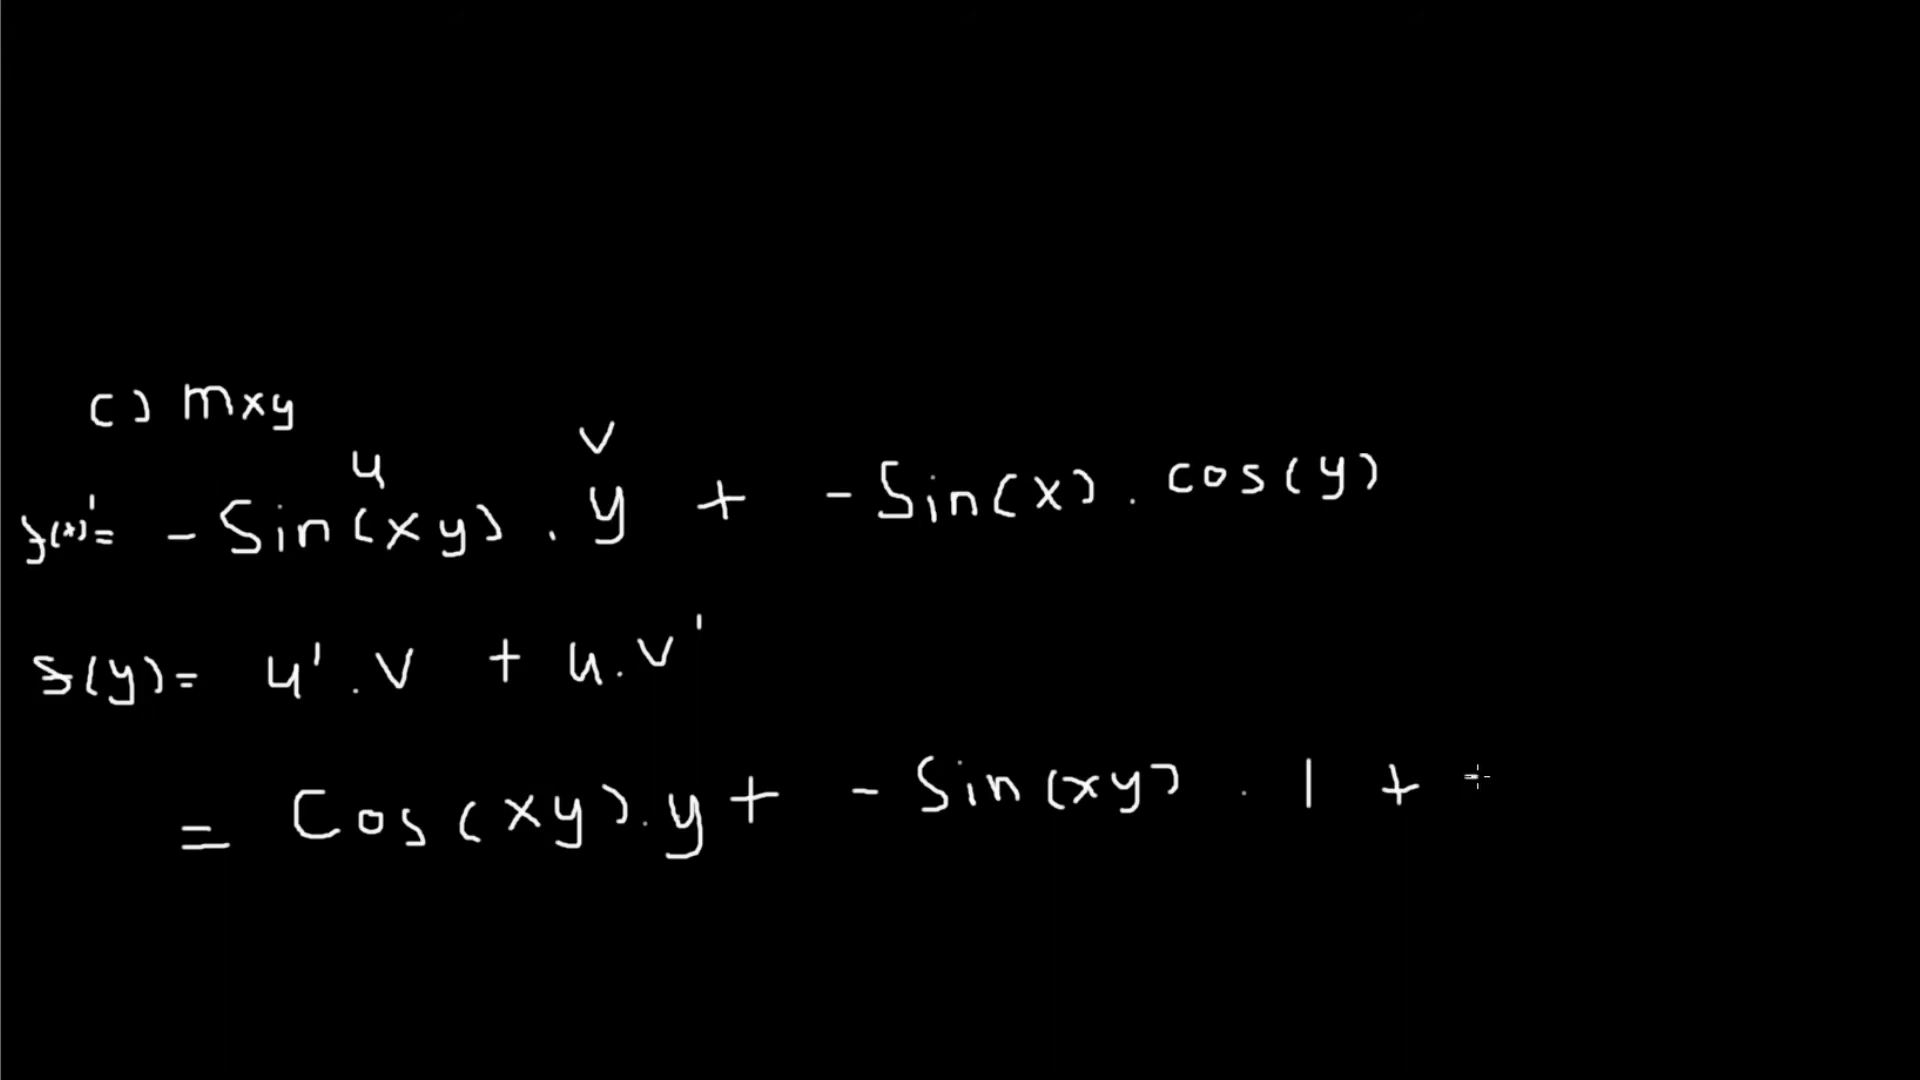 c) mxy
u v
f(x)'= - Sin(xy) . y + - Sin(x) . cos(y)
f(y)= u' . v + u . v'
= Cos(xy) . y + - Sin(xy) . 1 + -